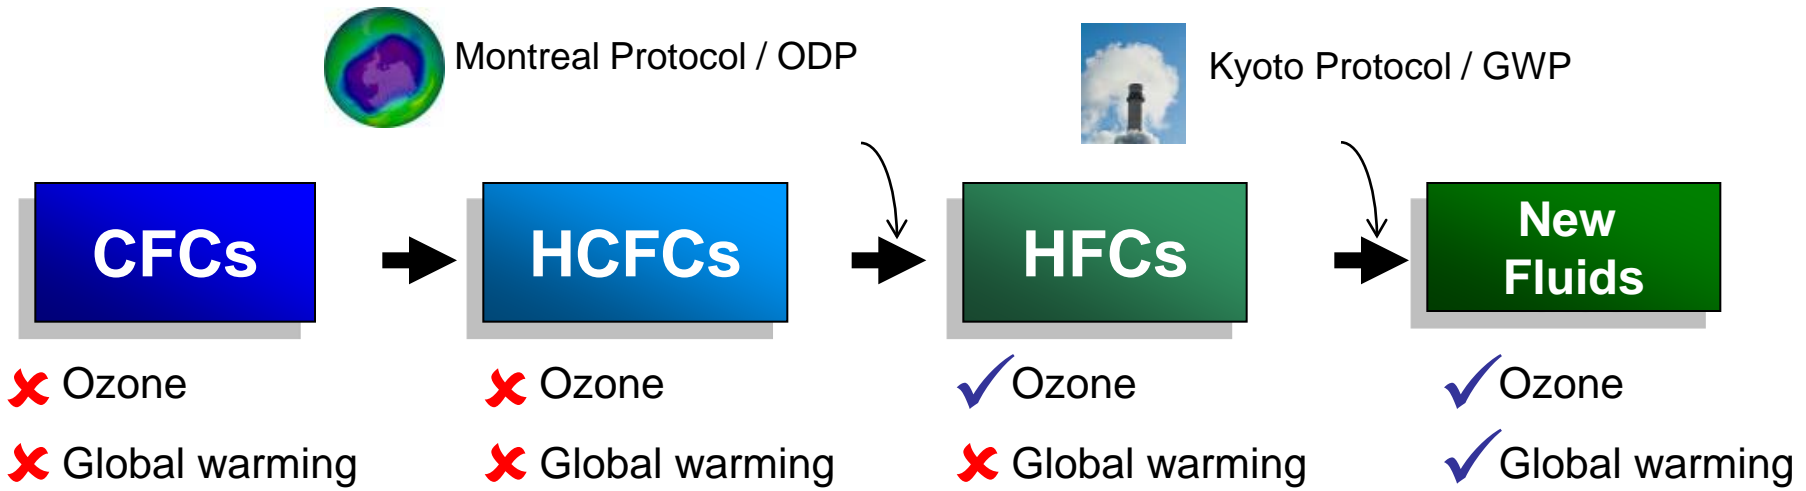 Montreal Protocol / ODP
Kyoto Protocol / GWP
CFCs
HCFCs
HFCs
New
Fluids
Ozone
Ozone
Ozone
Ozone
Global warming
Global warming
Global warming
Global warming